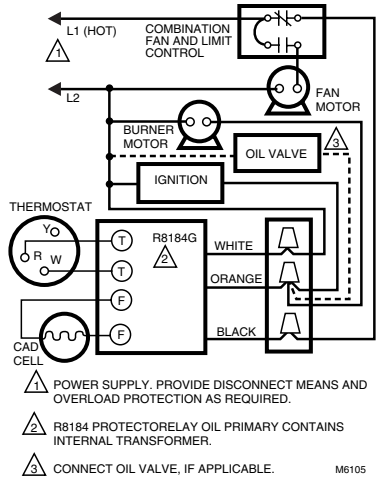 L1 (HOT)
COMBINATION
FAN AND LIMIT
CONTROL
1
L2
FAN
MOTOR
BURNER
MOTOR
3
OIL VALVE
IGNITION
THERMOSTAT
Y
R W
T
R8184G
2
WHITE
T
ORANGE
F
F
BLACK
CAD
CELL
1 POWER SUPPLY. PROVIDE DISCONNECT MEANS AND
OVERLOAD PROTECTION AS REQUIRED.
2 R8184 PROTECTORELAY OIL PRIMARY CONTAINS
INTERNAL TRANSFORMER.
3 CONNECT OIL VALVE, IF APPLICABLE.
M6105